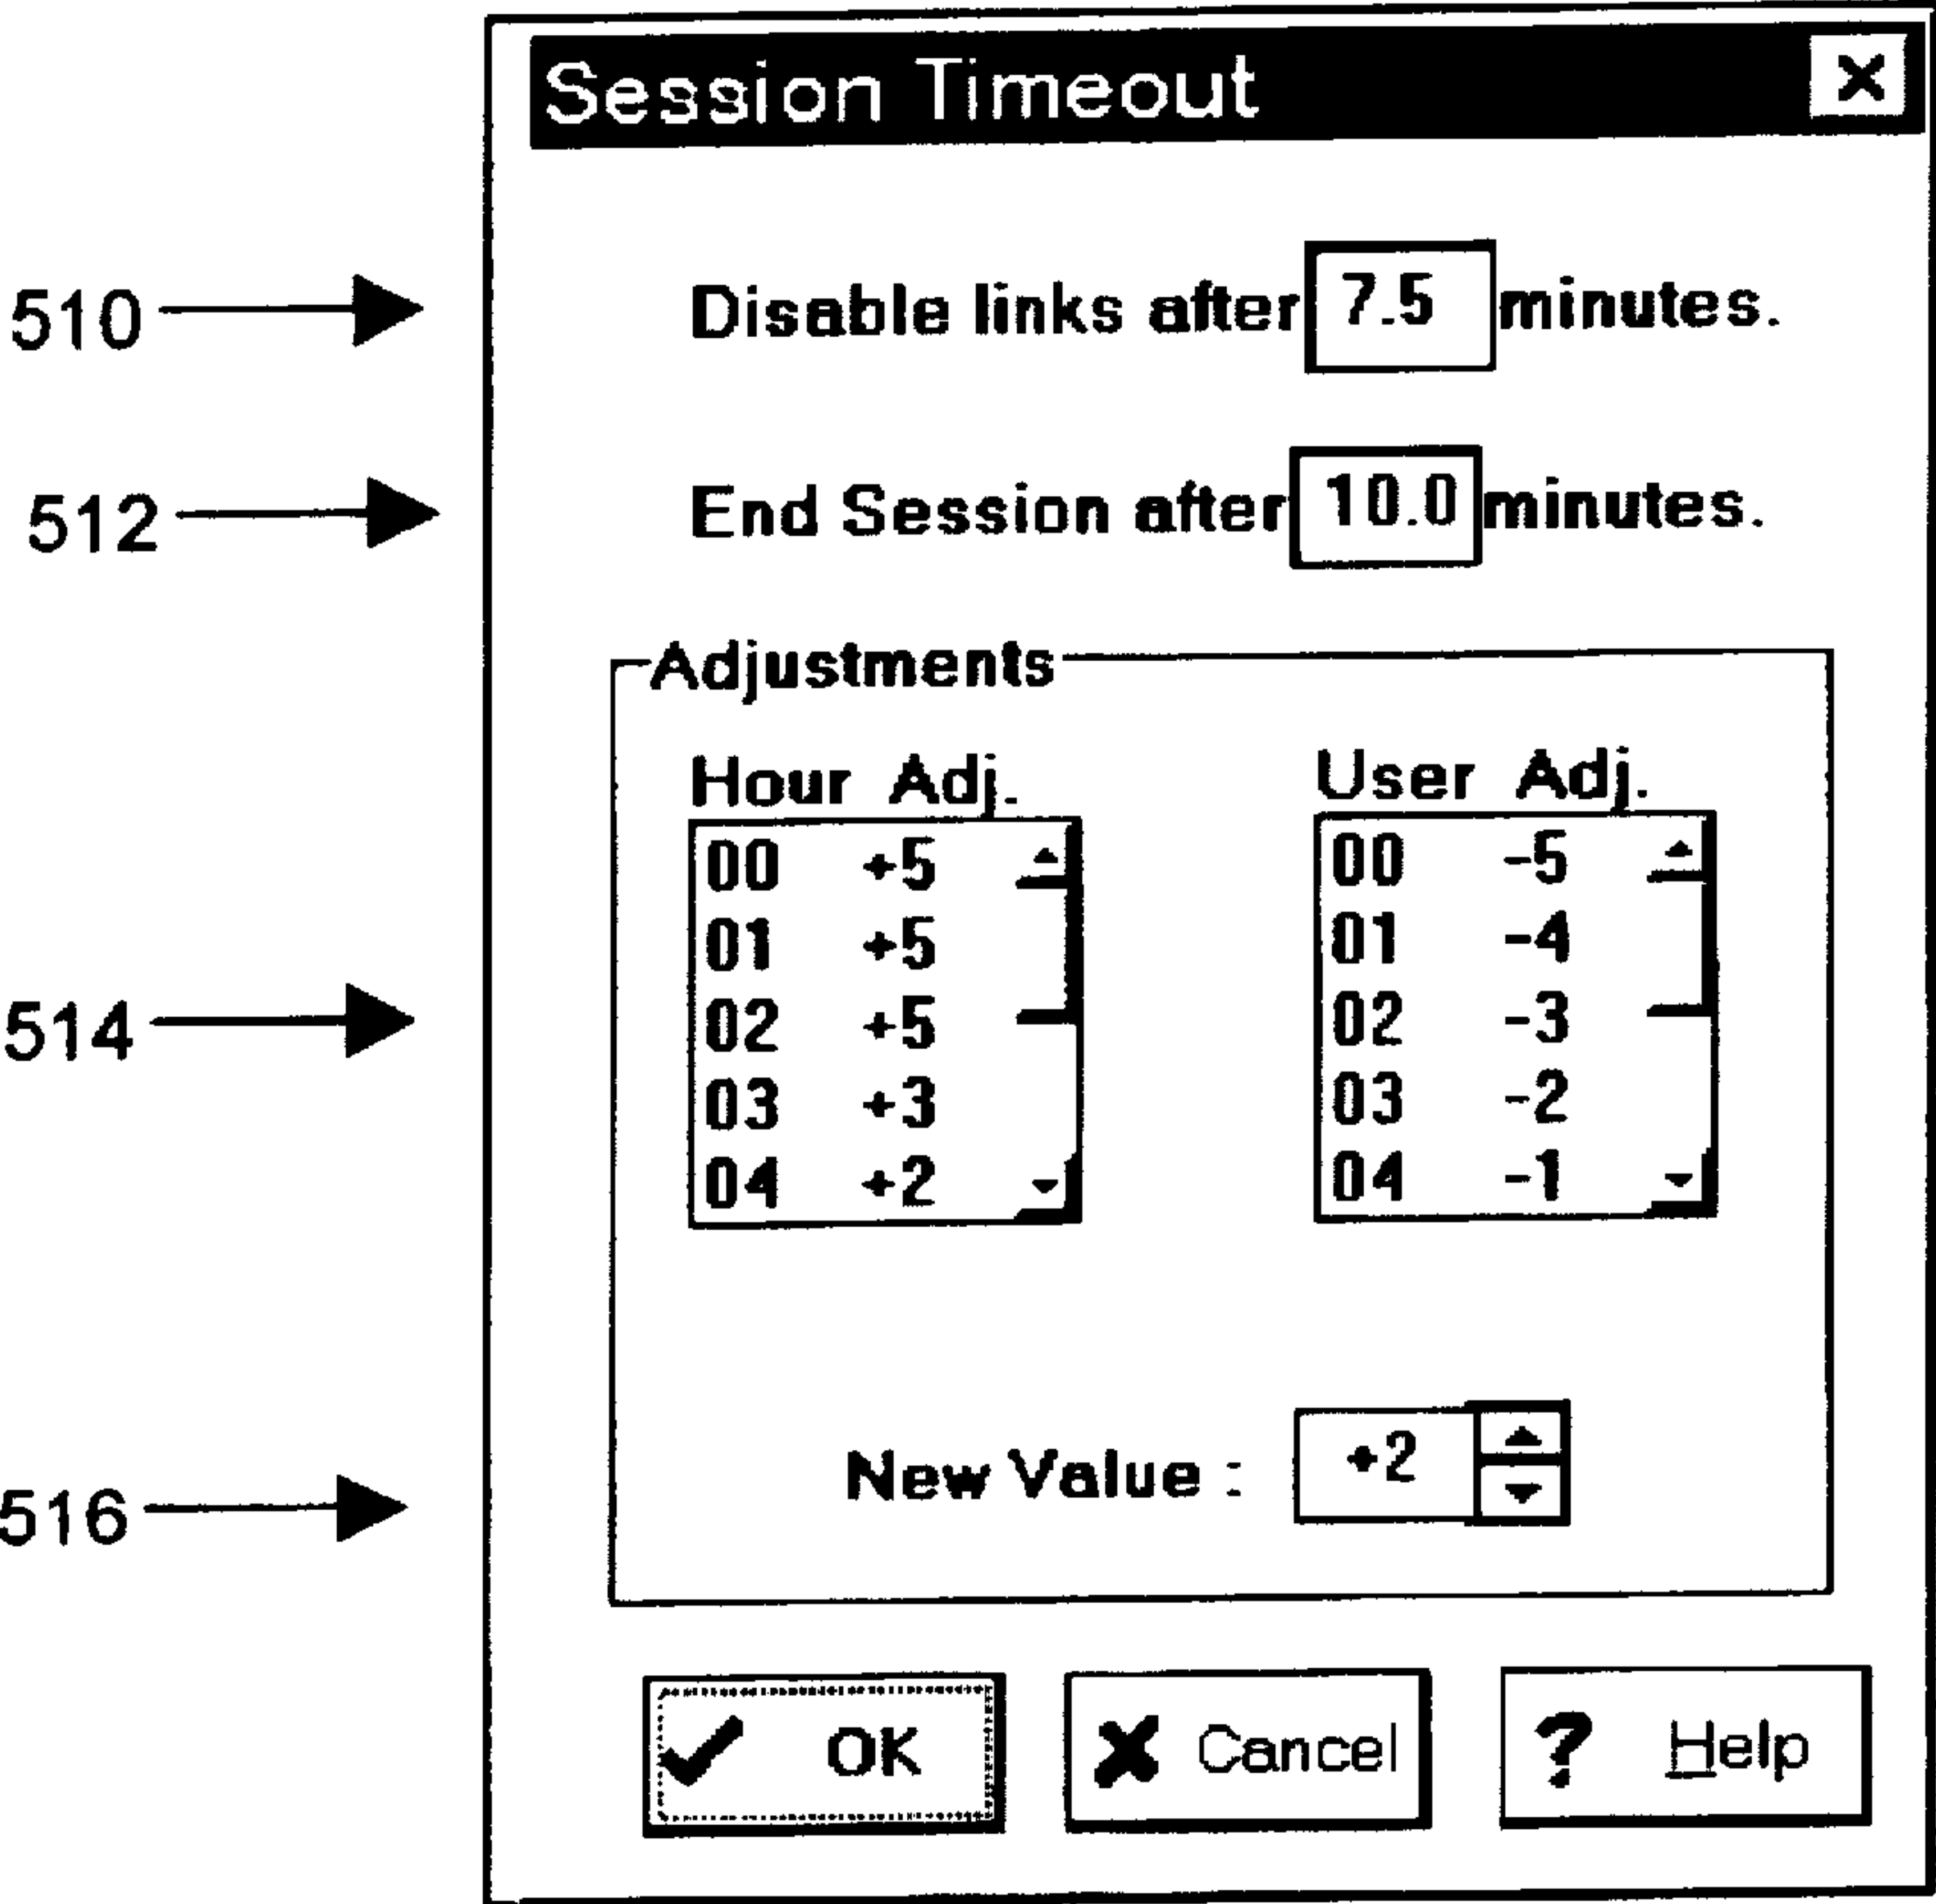 Session Timeout
510 Disable links after 7.5 minutes.
512 End Session after 10.0 minutes.
Adjustments
Hour Adj. User Adj.
00 +5 00 -5
01 +5 01 -4
514 02 +5 02 -3
03 +3 03 -2
04 +2 04 -1
516 New Value : +2
OK Cancel ? Help